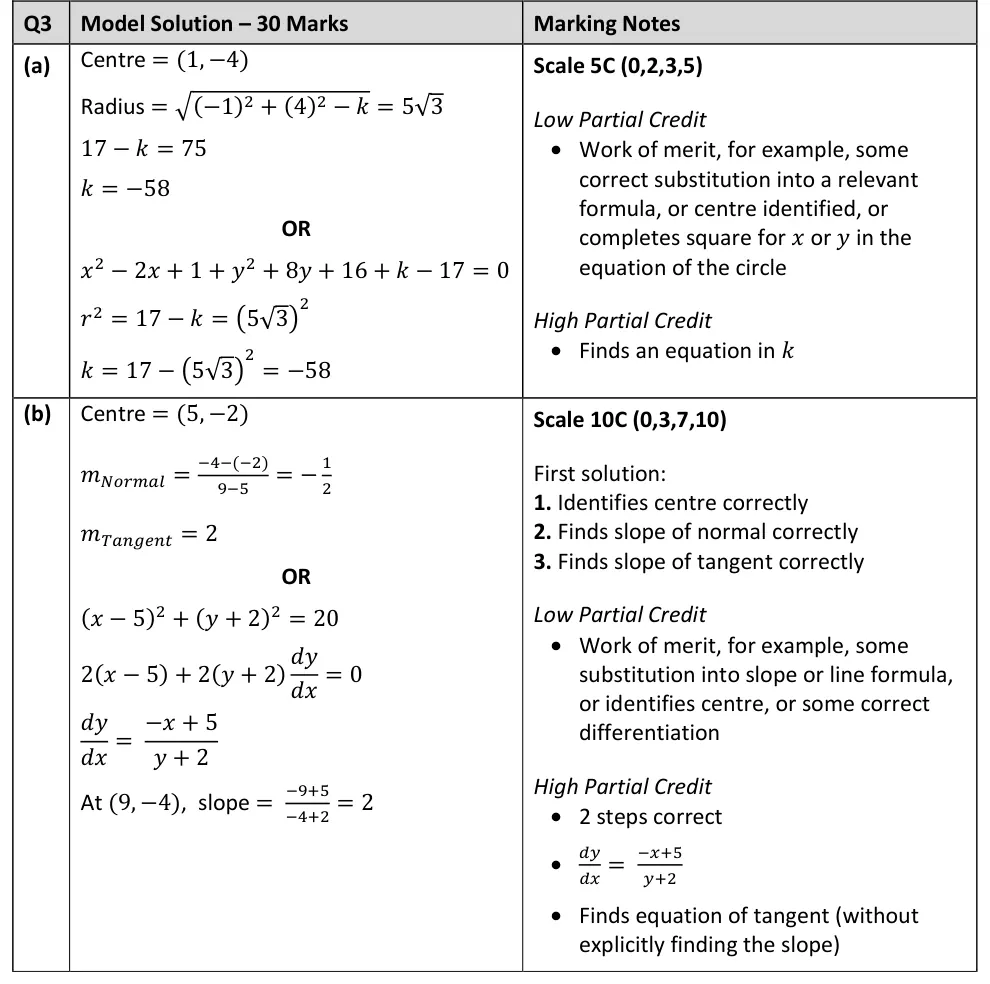 Q3 Model Solution – 30 Marks Marking Notes
(a) Centre = (1, −4)
Radius = √((−1)² + (4)² − k) = 5√3
17 − k = 75
k = −58
OR
x² − 2x + 1 + y² + 8y + 16 + k − 17 = 0
r² = 17 − k = (5√3)²
k = 17 − (5√3)² = −58
Scale 5C (0,2,3,5)
Low Partial Credit
• Work of merit, for example, some
correct substitution into a relevant
formula, or centre identified, or
completes square for x or y in the
equation of the circle
High Partial Credit
• Finds an equation in k
(b) Centre = (5, −2)
m_Normal = (−4−(−2))/(9−5) = −1/2
m_Tangent = 2
OR
(x − 5)² + (y + 2)² = 20
2(x − 5) + 2(y + 2) dy/dx = 0
dy/dx = (−x + 5)/(y + 2)
At (9, −4), slope = (−9+5)/(−4+2) = 2
Scale 10C (0,3,7,10)
First solution:
1. Identifies centre correctly
2. Finds slope of normal correctly
3. Finds slope of tangent correctly
Low Partial Credit
• Work of merit, for example, some
substitution into slope or line formula,
or identifies centre, or some correct
differentiation
High Partial Credit
• 2 steps correct
• dy/dx = (−x+5)/(y+2)
• Finds equation of tangent (without
explicitly finding the slope)